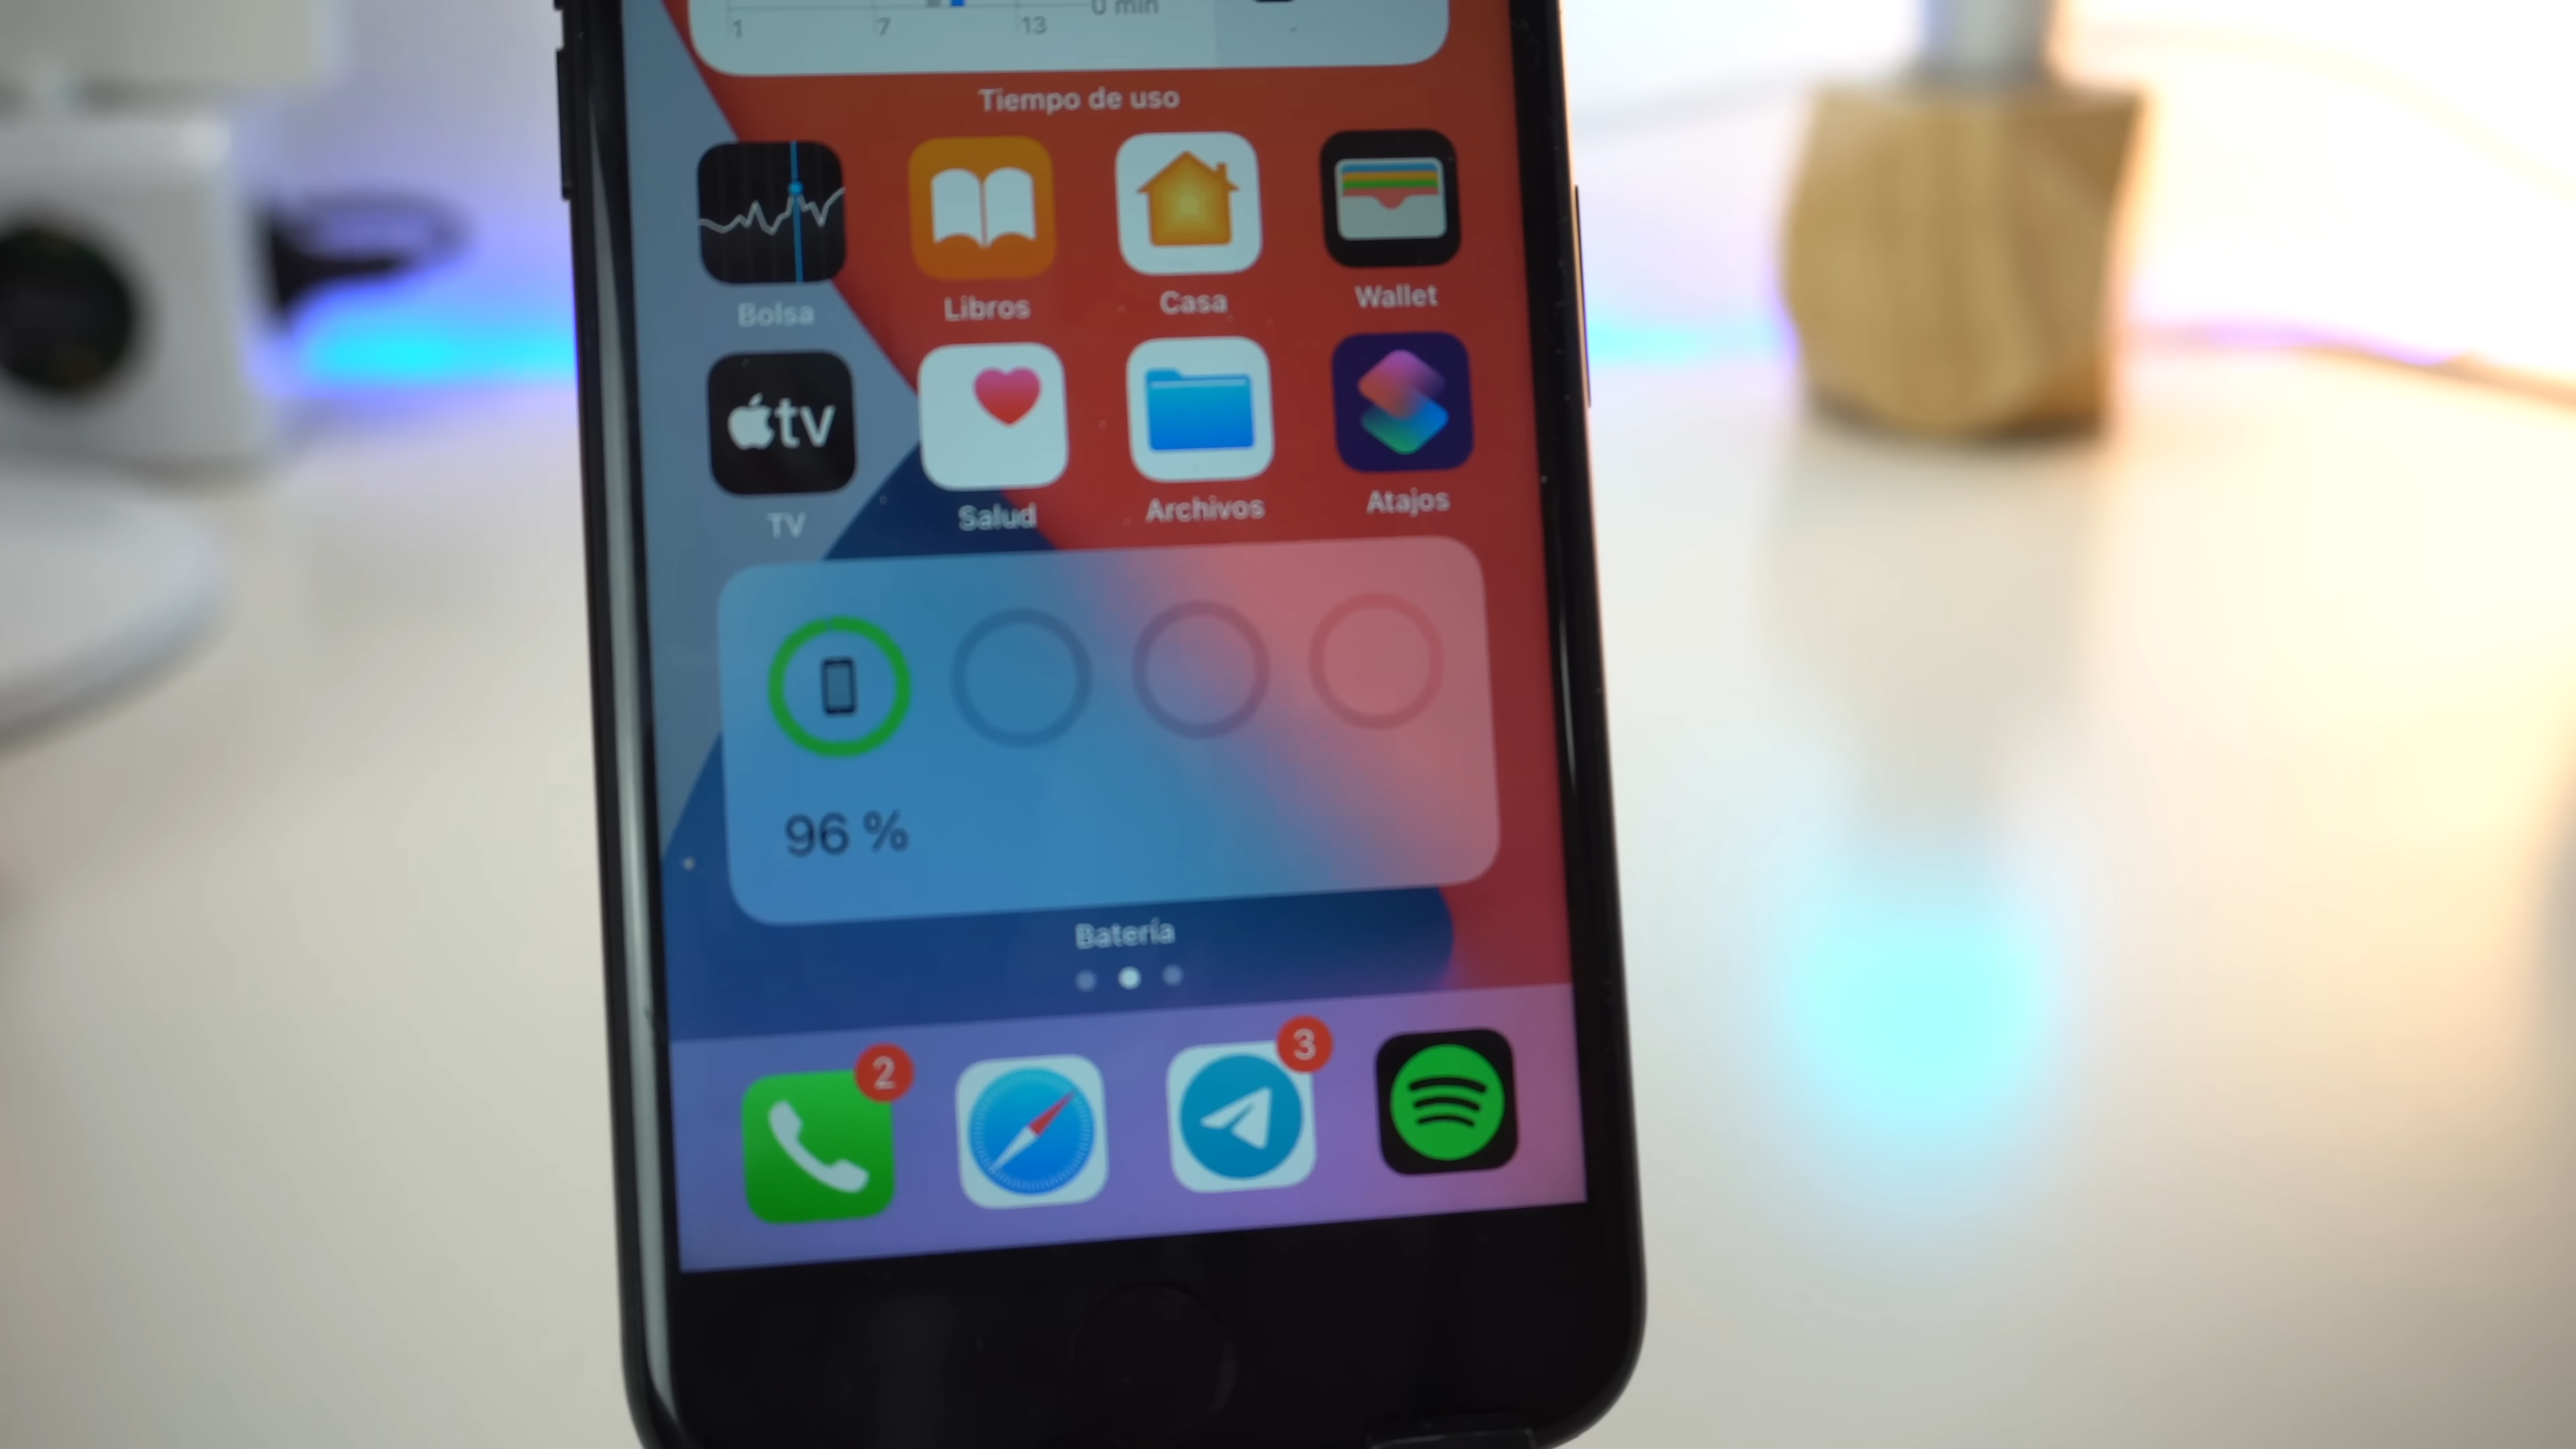 0 min
1 7 13
Tiempo de uso
Bolsa Libros Casa Wallet
tv
TV Salud Archivos Atajos
96 %
Batería
2 3